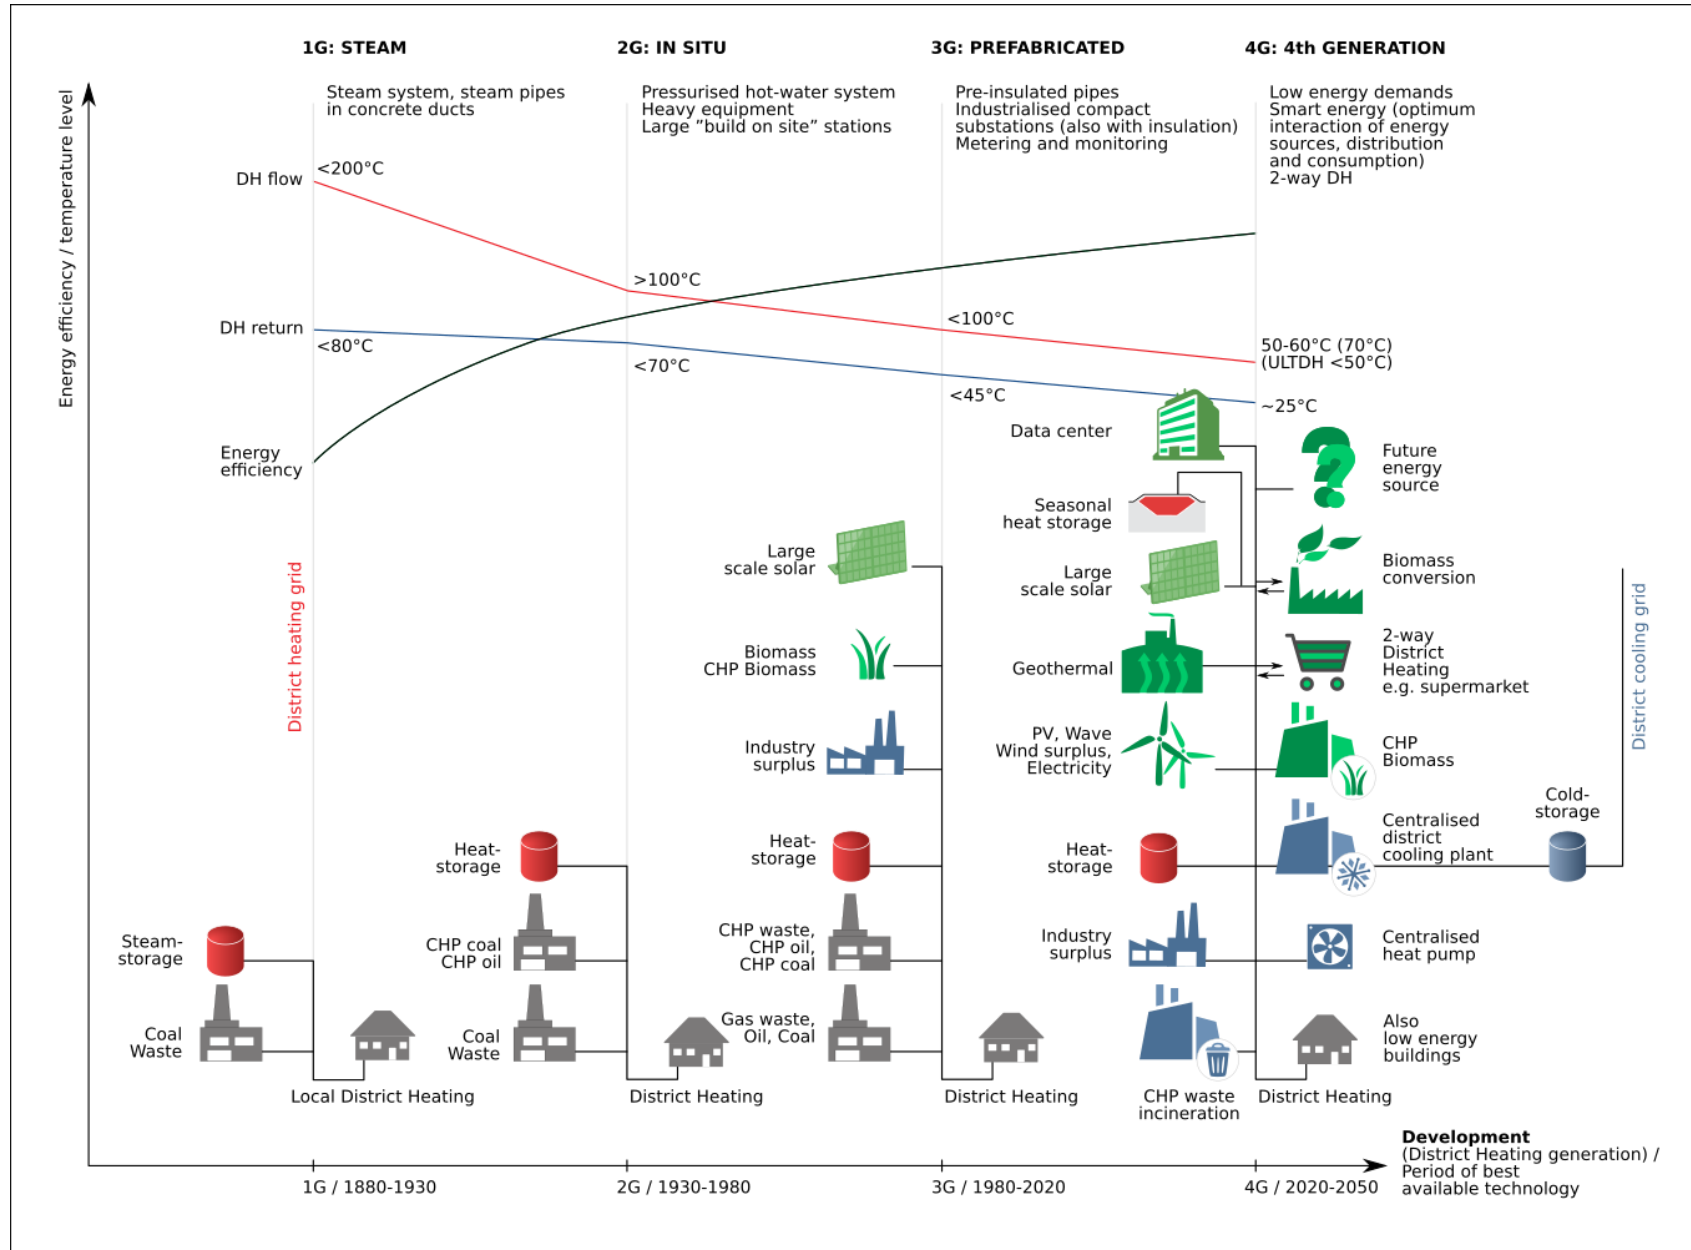 1G: STEAM
2G: IN SITU
3G: PREFABRICATED
4G: 4th GENERATION
Steam system, steam pipes
in concrete ducts
Pressurised hot-water system
Heavy equipment
Large ”build on site” stations
Pre-insulated pipes
Industrialised compact
substations (also with insulation)
Metering and monitoring
Low energy demands
Smart energy (optimum
interaction of energy
sources, distribution
and consumption)
2-way DH
Energy efficiency / temperature level
DH flow
<200°C
>100°C
<100°C
50-60°C (70°C)
(ULTDH <50°C)
DH return
<80°C
<70°C
<45°C
~25°C
Energy
efficiency
District heating grid
Steam-
storage
Coal
Waste
Local District Heating
Heat-
storage
CHP coal
CHP oil
Coal
Waste
District Heating
Large
scale solar
Biomass
CHP Biomass
Industry
surplus
Heat-
storage
CHP waste,
CHP oil,
CHP coal
Gas waste,
Oil, Coal
District Heating
Data center
Seasonal
heat storage
Large
scale solar
Geothermal
PV, Wave
Wind surplus,
Electricity
Heat-
storage
Industry
surplus
CHP waste
incineration
Future
energy
source
Biomass
conversion
2-way
District
Heating
e.g. supermarket
CHP
Biomass
Centralised
district
cooling plant
Centralised
heat pump
Also
low energy
buildings
District Heating
Cold-
storage
District cooling grid
Development
(District Heating generation) /
Period of best
available technology
1G / 1880-1930
2G / 1930-1980
3G / 1980-2020
4G / 2020-2050